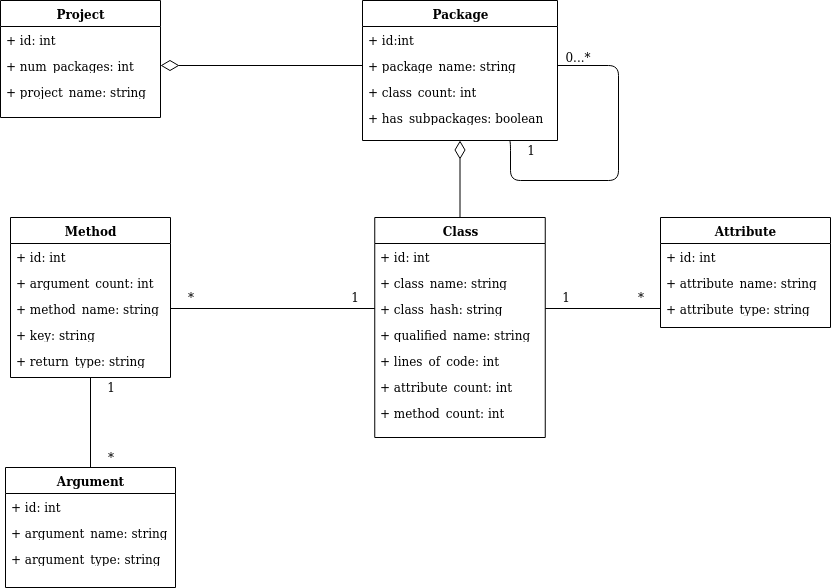 Project
+ id: int
+ num_packages: int
+ project_name: string
Package
+ id:int
+ package_name: string
+ class_count: int
+ has_subpackages: boolean
0...*
1
Method
+ id: int
+ argument_count: int
+ method_name: string
+ key: string
+ return_type: string
*
1
Class
+ id: int
+ class_name: string
+ class_hash: string
+ qualified_name: string
+ lines_of_code: int
+ attribute_count: int
+ method_count: int
1
*
Attribute
+ id: int
+ attribute_name: string
+ attribute_type: string
1
*
Argument
+ id: int
+ argument_name: string
+ argument_type: string